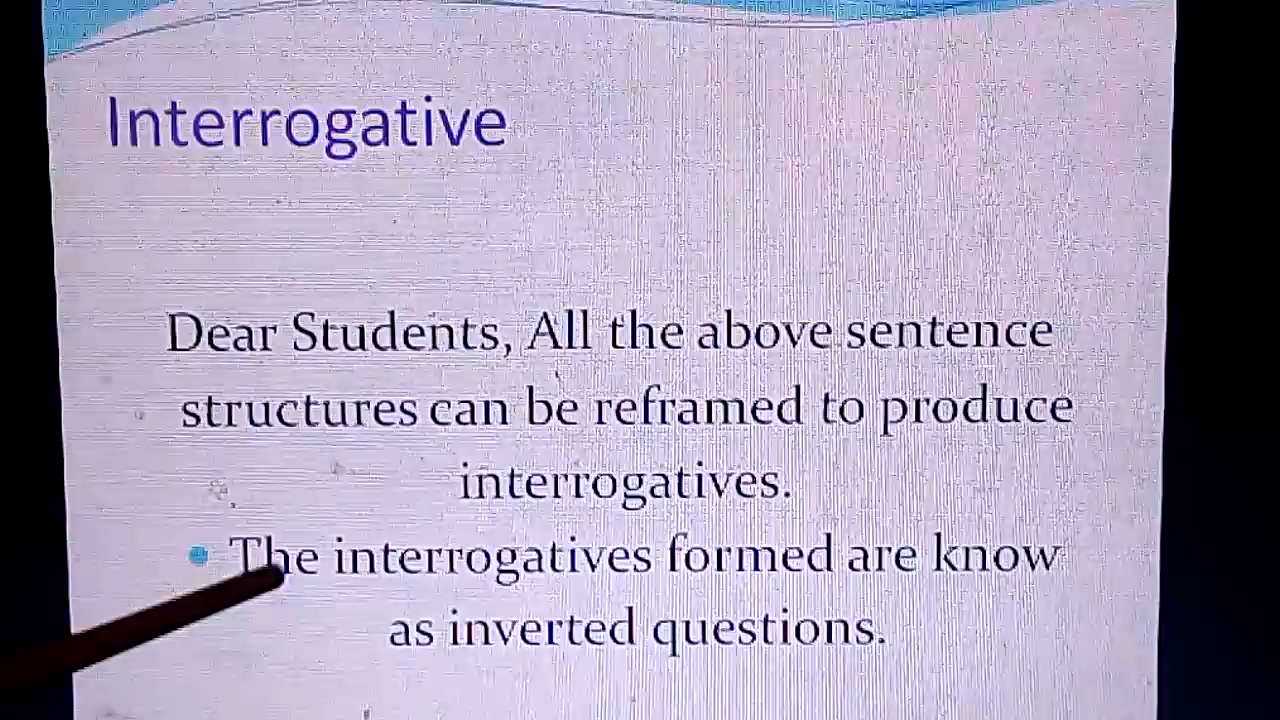 Interrogative
Dear Students, All the above sentence
structures can be reframed to produce
interrogatives.
The interrogatives formed are know
as inverted questions.